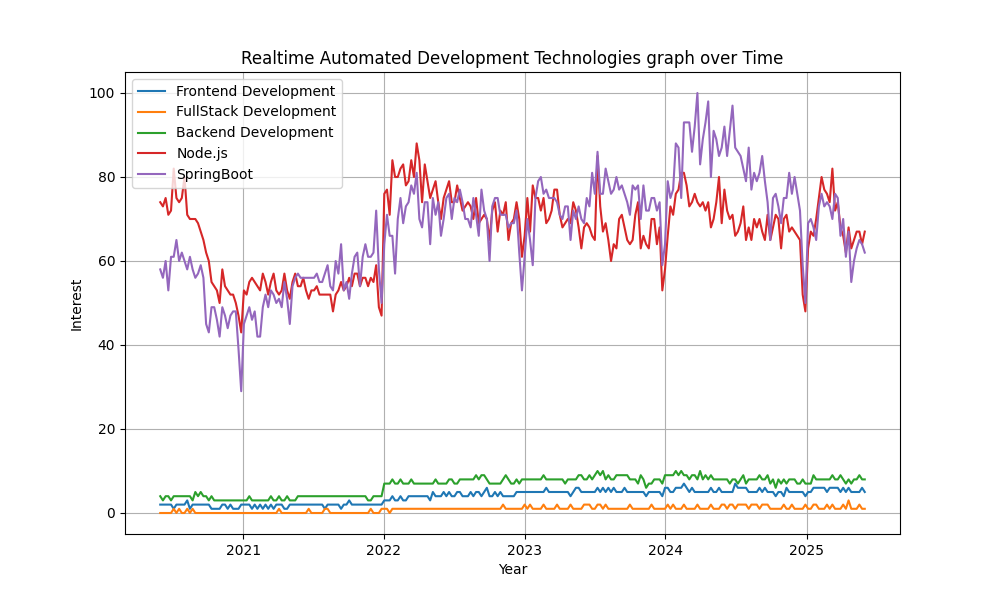 Realtime Automated Development Technologies graph over Time
Frontend Development
FullStack Development
Backend Development
Node.js
SpringBoot
100
80
60
40
20
0
Interest
2021 2022 2023 2024 2025
Year